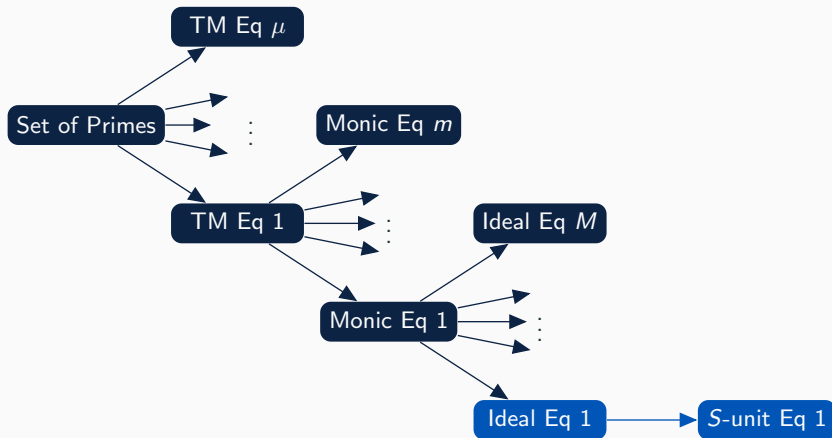 TM Eq μ
Set of Primes
⋮
Monic Eq m
TM Eq 1
⋮
Ideal Eq M
Monic Eq 1
⋮
Ideal Eq 1
S-unit Eq 1